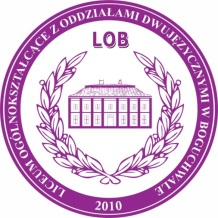 LICEUM OGÓLNOKSZTAŁCĄCE Z ODDZIAŁAMI DWUJĘZYCZNYMI W BOGUCHWALE
LOB
2010